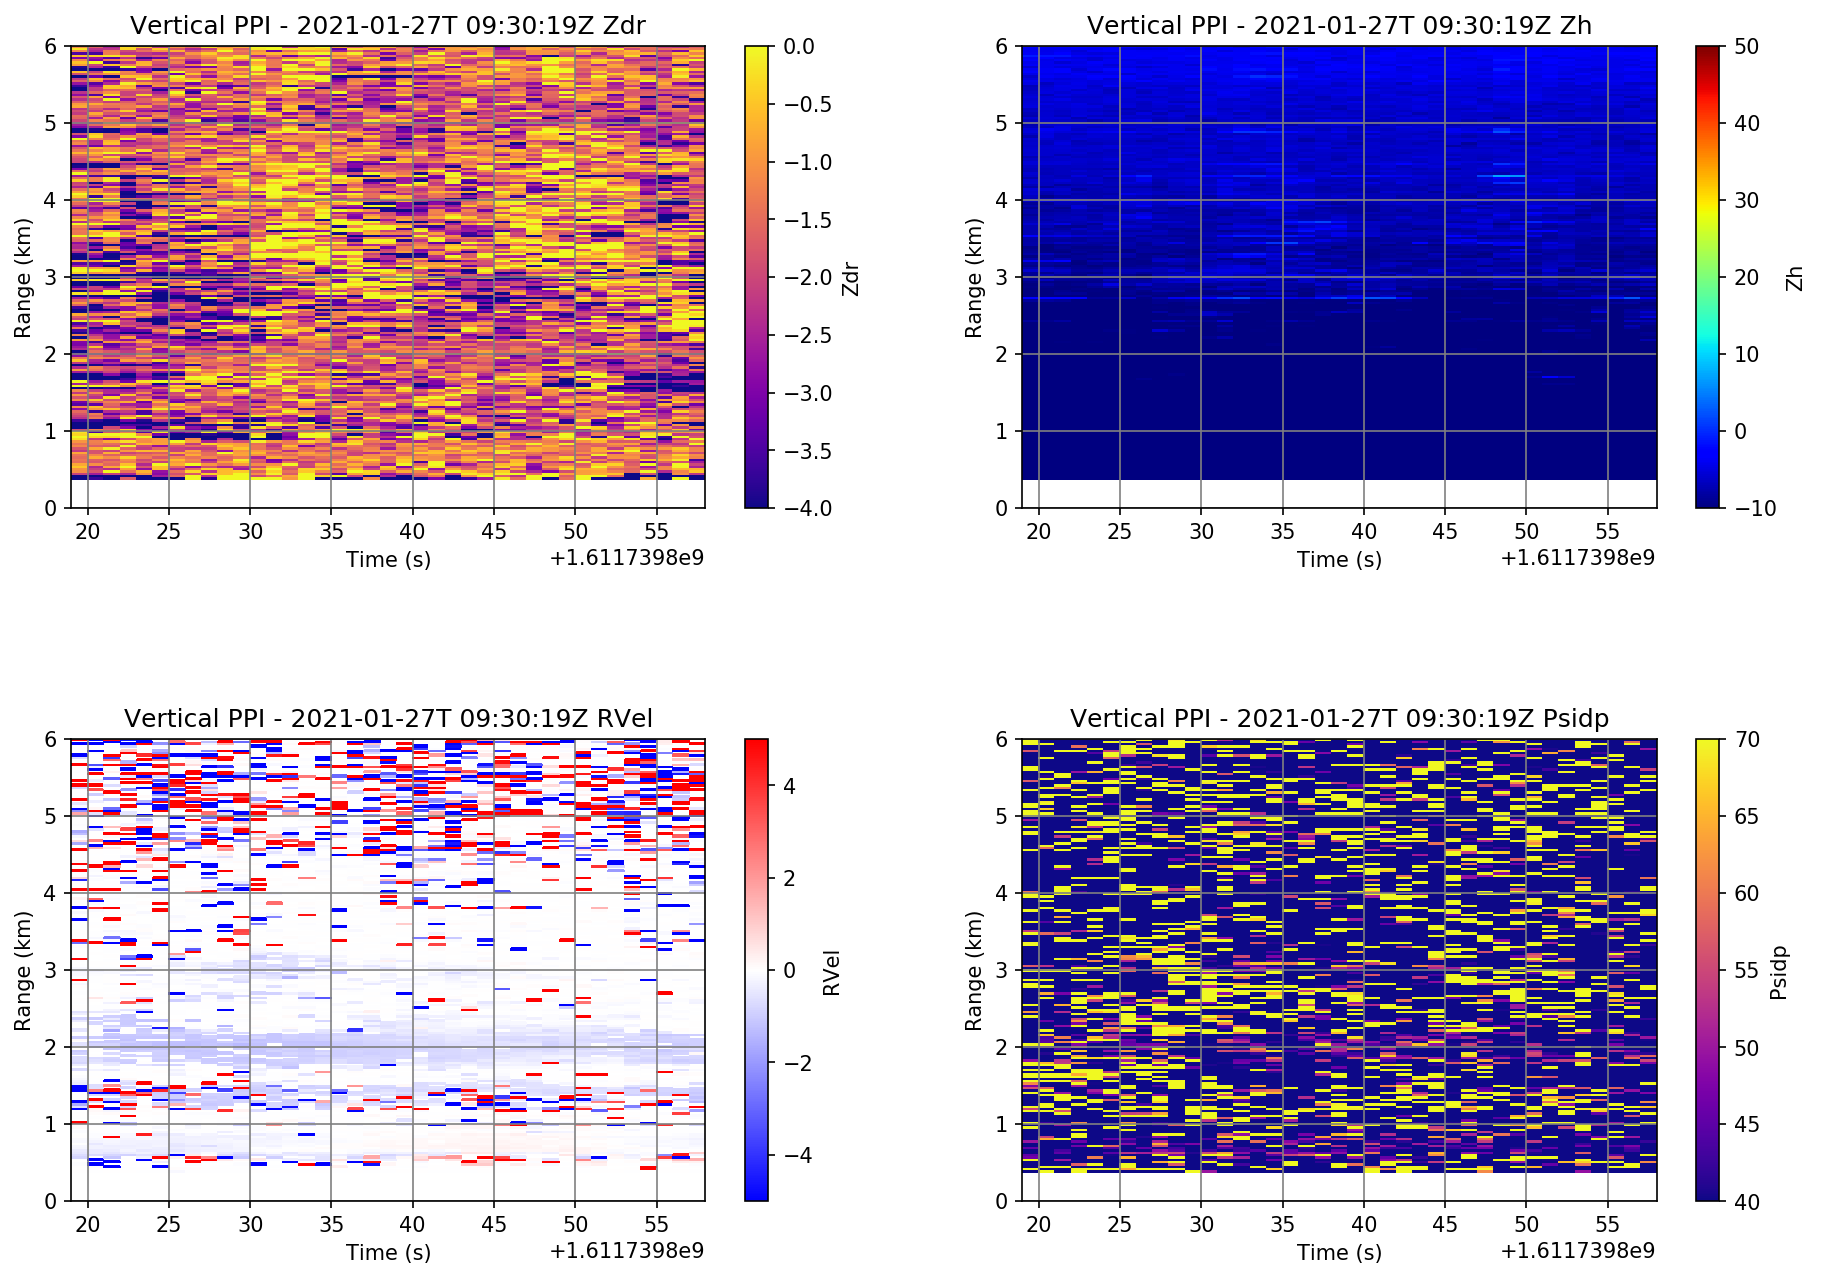 Vertical PPI - 2021-01-27T 09:30:19Z Zdr
6
5
4
3
2
1
0
Range (km)
20 25 30 35 40 45 50 55
Time (s)
+1.6117398e9
0.0
−0.5
−1.0
−1.5
−2.0
−2.5
−3.0
−3.5
−4.0
Zdr
Vertical PPI - 2021-01-27T 09:30:19Z Zh
6
5
4
3
2
1
0
Range (km)
20 25 30 35 40 45 50 55
Time (s)
+1.6117398e9
50
40
30
20
10
0
−10
Zh
Vertical PPI - 2021-01-27T 09:30:19Z RVel
6
5
4
3
2
1
0
Range (km)
20 25 30 35 40 45 50 55
Time (s)
+1.6117398e9
4
2
0
−2
−4
RVel
Vertical PPI - 2021-01-27T 09:30:19Z Psidp
6
5
4
3
2
1
0
Range (km)
20 25 30 35 40 45 50 55
Time (s)
+1.6117398e9
70
65
60
55
50
45
40
Psidp